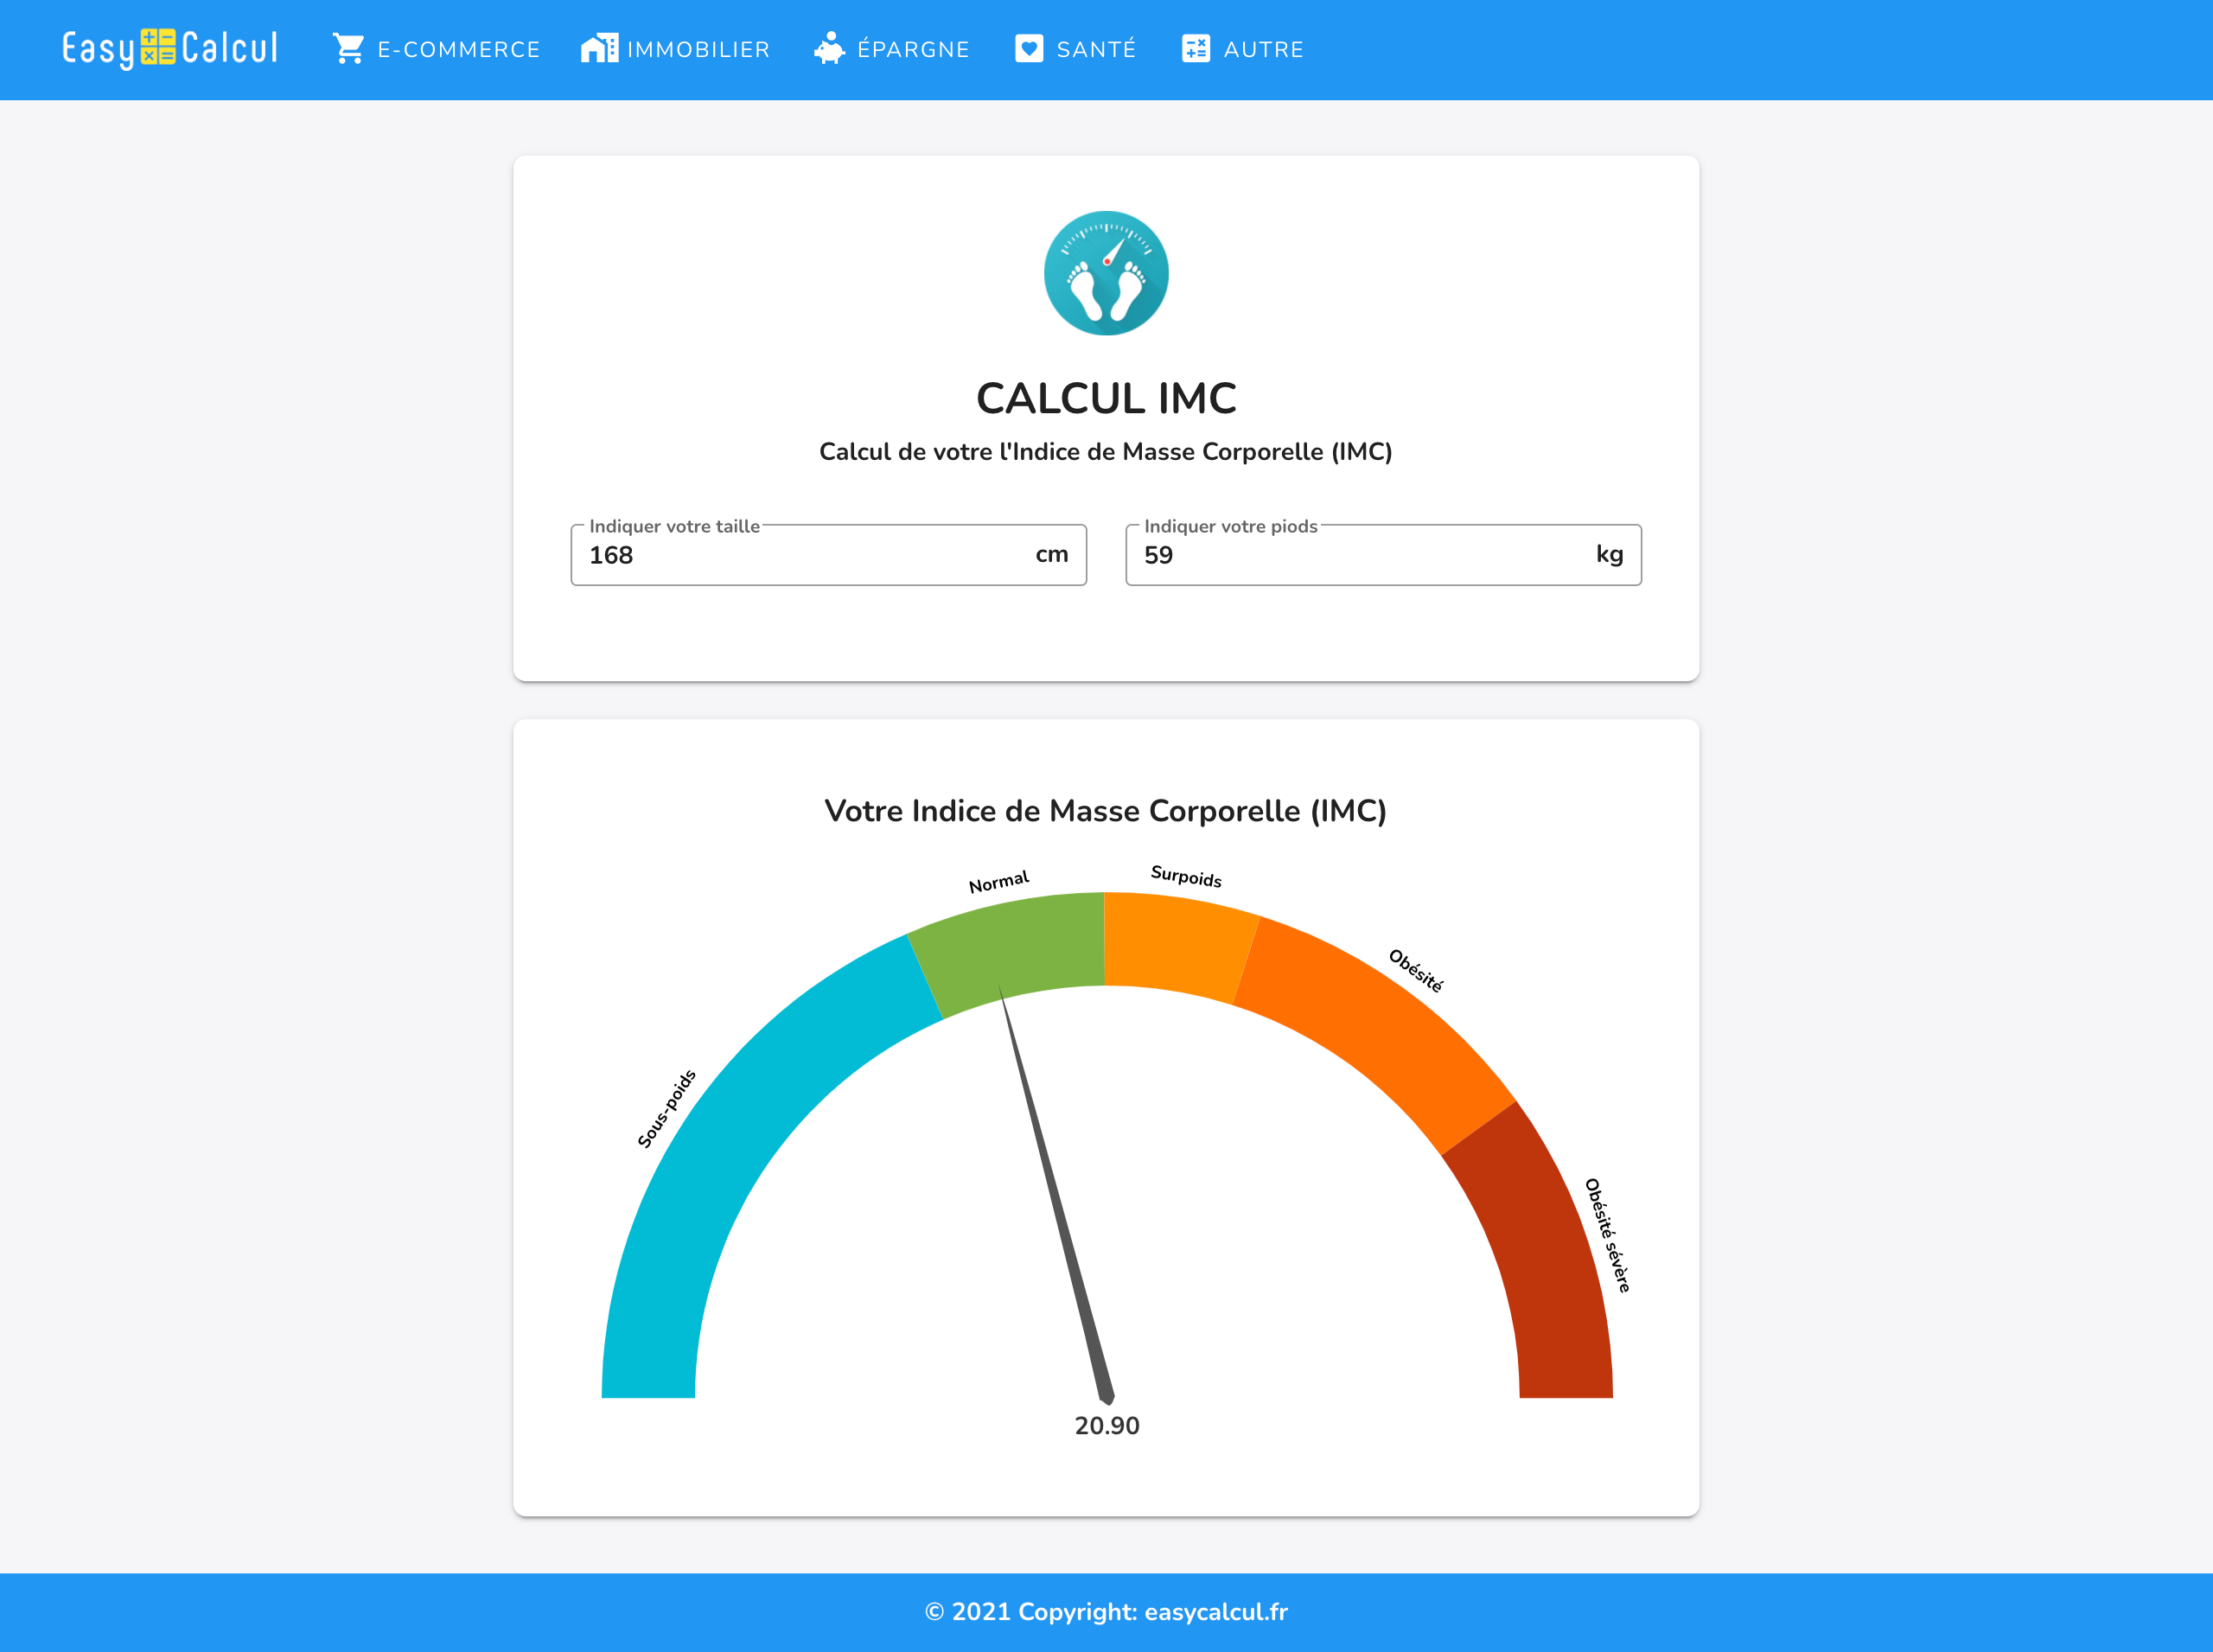 Easy Calcul E-COMMERCE IMMOBILIER ÉPARGNE SANTÉ AUTRE
CALCUL IMC
Calcul de votre l'Indice de Masse Corporelle (IMC)
Indiquer votre taille Indiquer votre piods
168 cm 59 kg
Votre Indice de Masse Corporelle (IMC)
Sous-poids
Normal
Surpoids
Obésité
Obésité sévère
20.90
© 2021 Copyright: easycalcul.fr